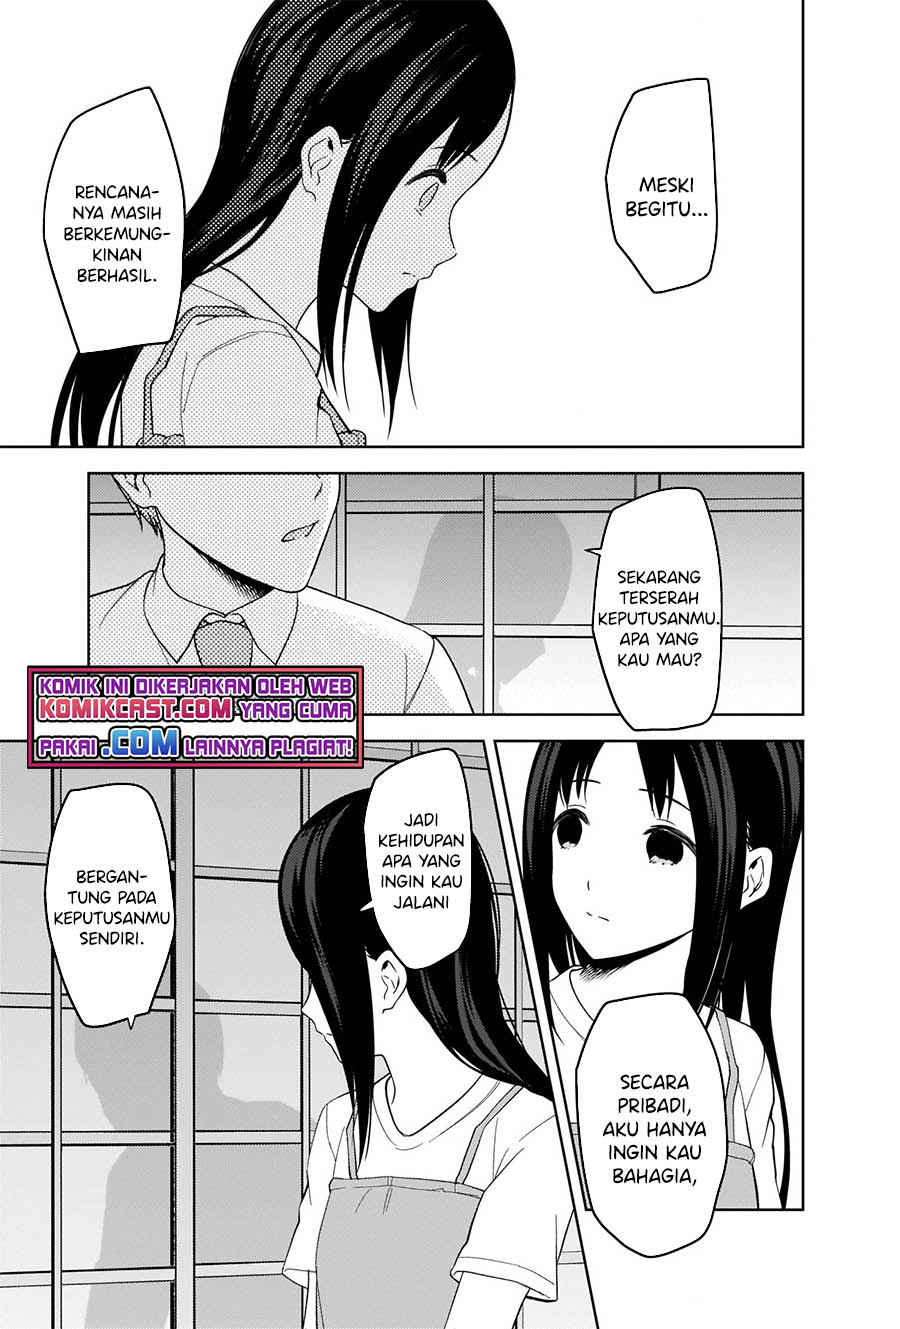 MESKI
BEGITU...
RENCANA-
NYA MASIH
BERKEMUNG-
KINAN
BERHASIL.
SEKARANG
TERSERAH
KEPUTUSANMU.
APA YANG
KAU MAU?
KOMIK INI DIKERJAKAN OLEH WEB
KOMIKCAST.COM YANG CUMA
PAKAI .COM LAINNYA PLAGIAT!
SECARA
PRIBADI,
AKU HANYA
INGIN KAU
BAHAGIA,
JADI
KEHIDUPAN
APA YANG
INGIN KAU
JALANI
BERGAN-
TUNG PADA
KEPUTUSANMU
SENDIRI.